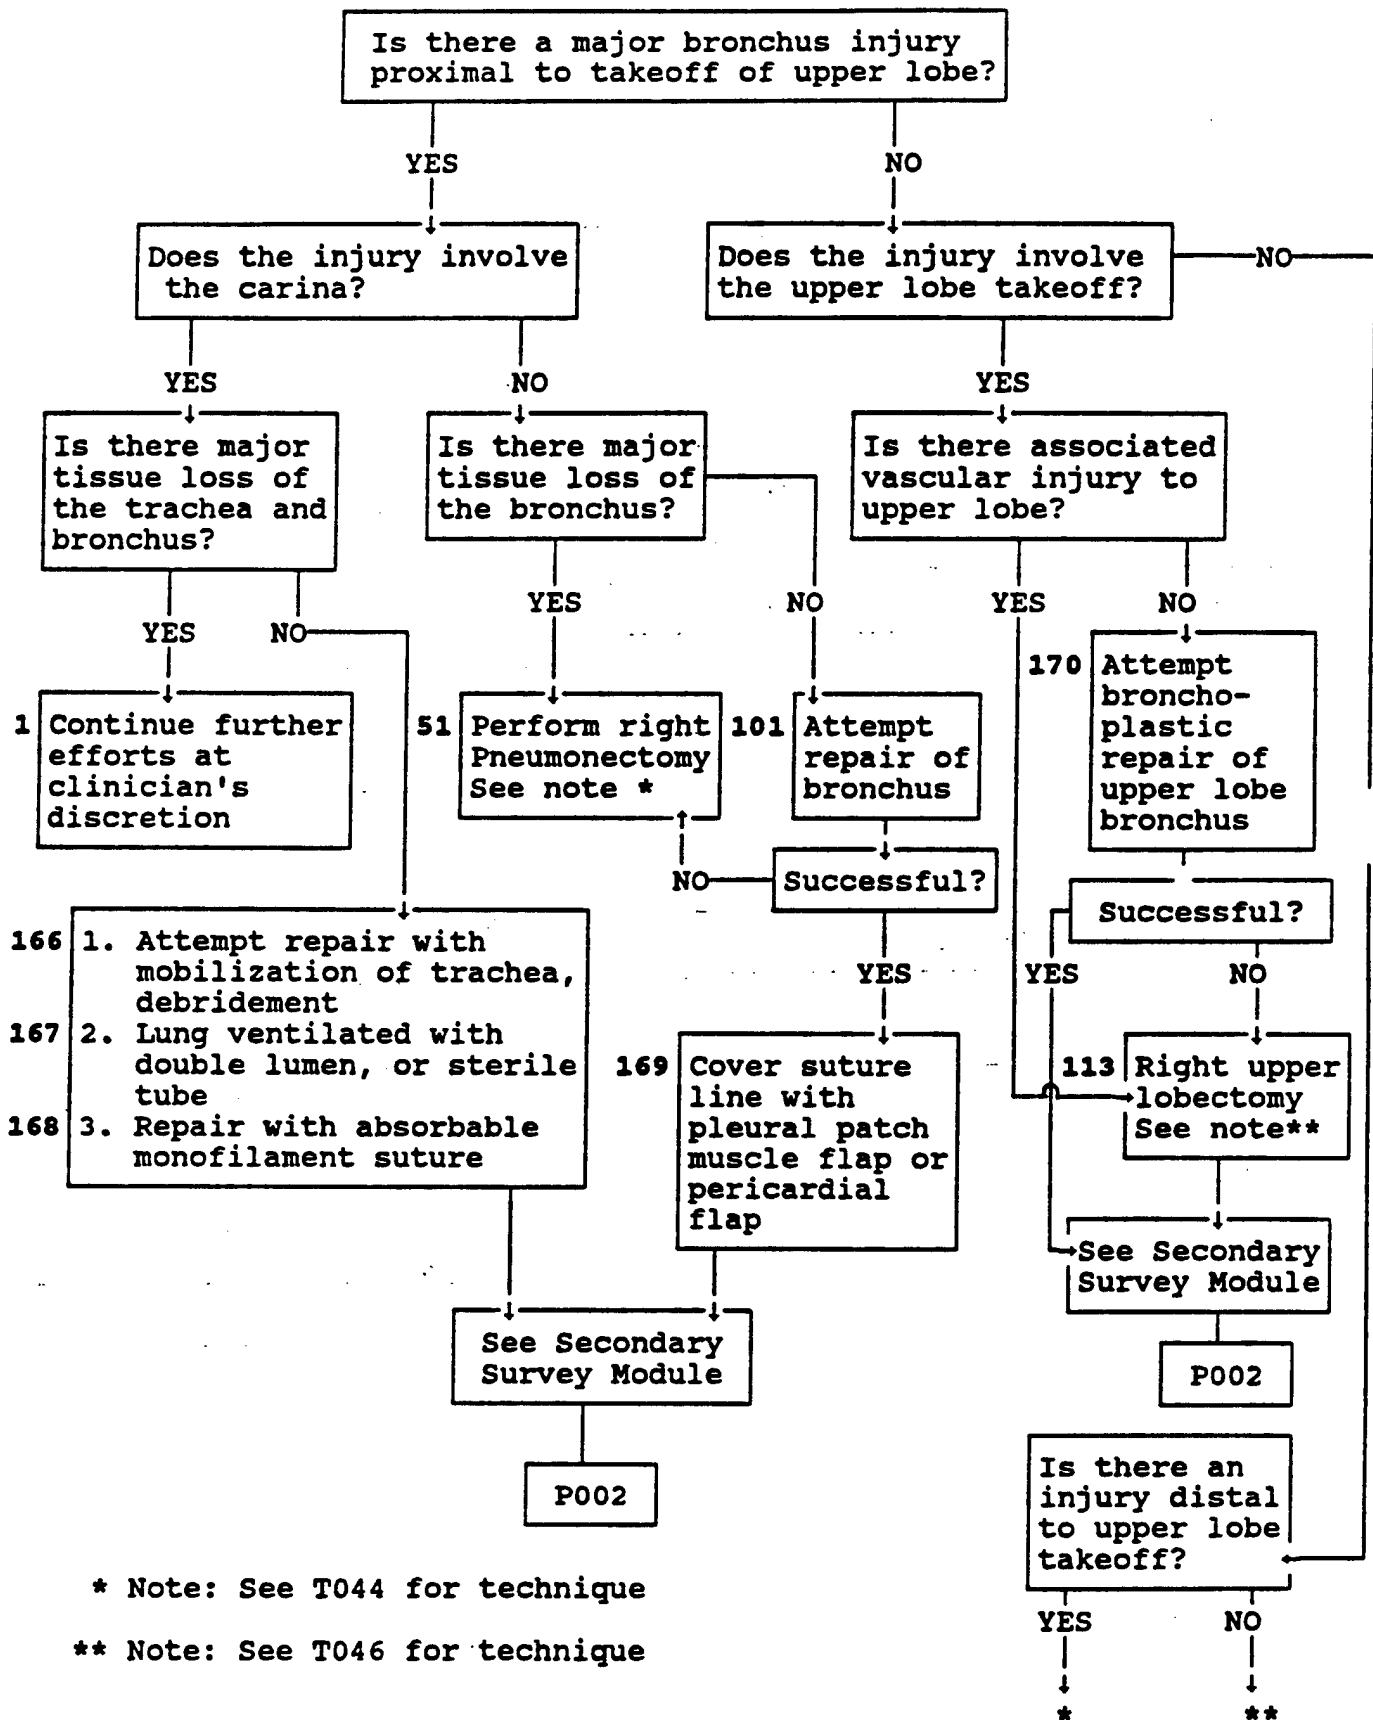 Is there a major bronchus injury
proximal to takeoff of upper lobe?
YES
NO
Does the injury involve
the carina?
Does the injury involve
the upper lobe takeoff?
NO
YES
NO
YES
Is there major
tissue loss of
the trachea and
bronchus?
Is there major
tissue loss of
the bronchus?
Is there associated
vascular injury to
upper lobe?
YES
NO
YES
NO
YES
NO
1 Continue further
efforts at
clinician's
discretion
51 Perform right
Pneumonectomy
See note *
101 Attempt
repair of
bronchus
170 Attempt
broncho-
plastic
repair of
upper lobe
bronchus
NO
Successful?
Successful?
YES
YES
NO
166 1. Attempt repair with
mobilization of trachea,
debridement
167 2. Lung ventilated with
double lumen, or sterile
tube
168 3. Repair with absorbable
monofilament suture
169 Cover suture
line with
pleural patch
muscle flap or
pericardial
flap
113 Right upper
lobectomy
See note**
See Secondary
Survey Module
P002
See Secondary
Survey Module
P002
Is there an
injury distal
to upper lobe
takeoff?
YES
NO
*
**
* Note: See T044 for technique
** Note: See T046 for technique